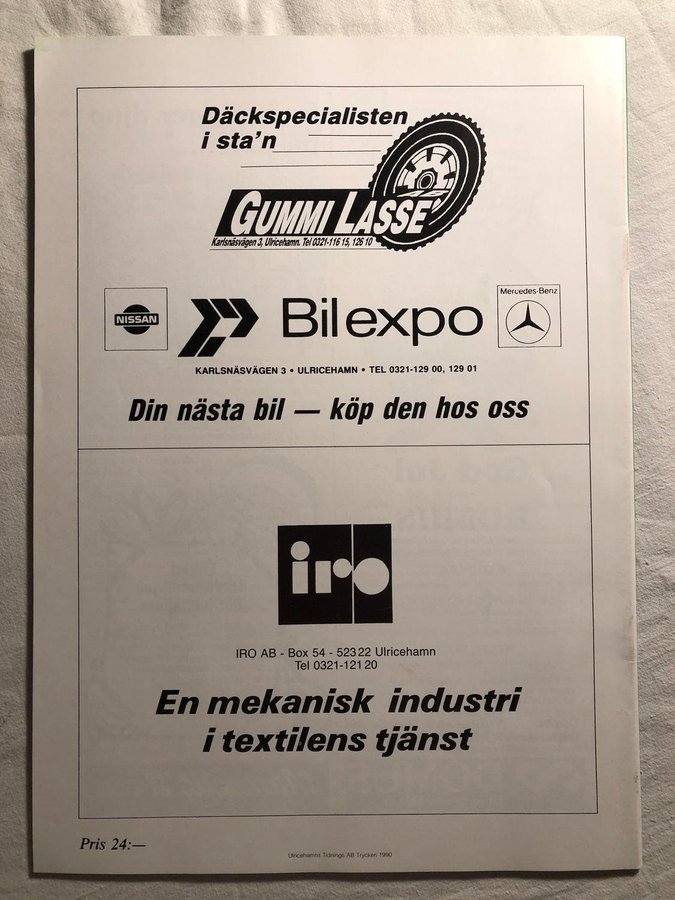 Däckspecialisten
i sta'n
GUMMI LASSE
Karlsnäsvägen 3, Ulricehamn. Tel 0321-116 15, 126 10
NISSAN
Bilexpo
Mercedes-Benz
KARLSNÄSVÄGEN 3 • ULRICEHAMN • TEL 0321-129 00, 129 01
Din nästa bil — köp den hos oss
iro
IRO AB - Box 54 - 523 22 Ulricehamn
Tel 0321-121 20
En mekanisk industri
i textilens tjänst
Pris 24:—
Ulricehamns Tidnings AB Tryckeri 1990